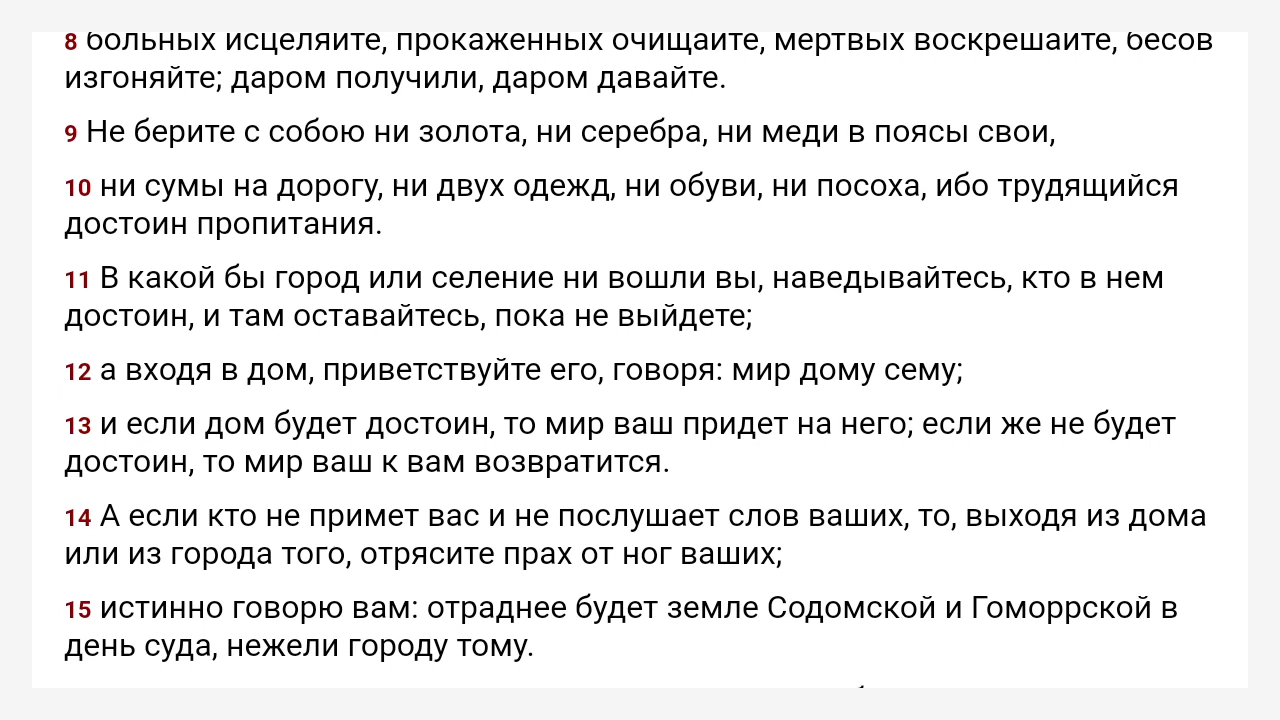 8 больных исцеляйте, прокаженных очищайте, мертвых воскрешайте, бесов
изгоняйте; даром получили, даром давайте.
9 Не берите с собою ни золота, ни серебра, ни меди в поясы свои,
10 ни сумы на дорогу, ни двух одежд, ни обуви, ни посоха, ибо трудящийся
достоин пропитания.
11 В какой бы город или селение ни вошли вы, наведывайтесь, кто в нем
достоин, и там оставайтесь, пока не выйдете;
12 а входя в дом, приветствуйте его, говоря: мир дому сему;
13 и если дом будет достоин, то мир ваш придет на него; если же не будет
достоин, то мир ваш к вам возвратится.
14 А если кто не примет вас и не послушает слов ваших, то, выходя из дома
или из города того, отрясите прах от ног ваших;
15 истинно говорю вам: отраднее будет земле Содомской и Гоморрской в
день суда, нежели городу тому.